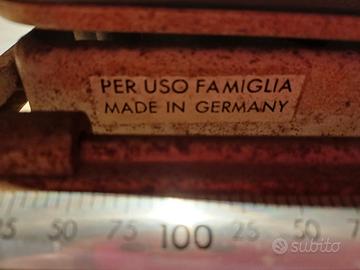 PER USO FAMIGLIA
MADE IN GERMANY
25 50 75 100 25 50 7
subito